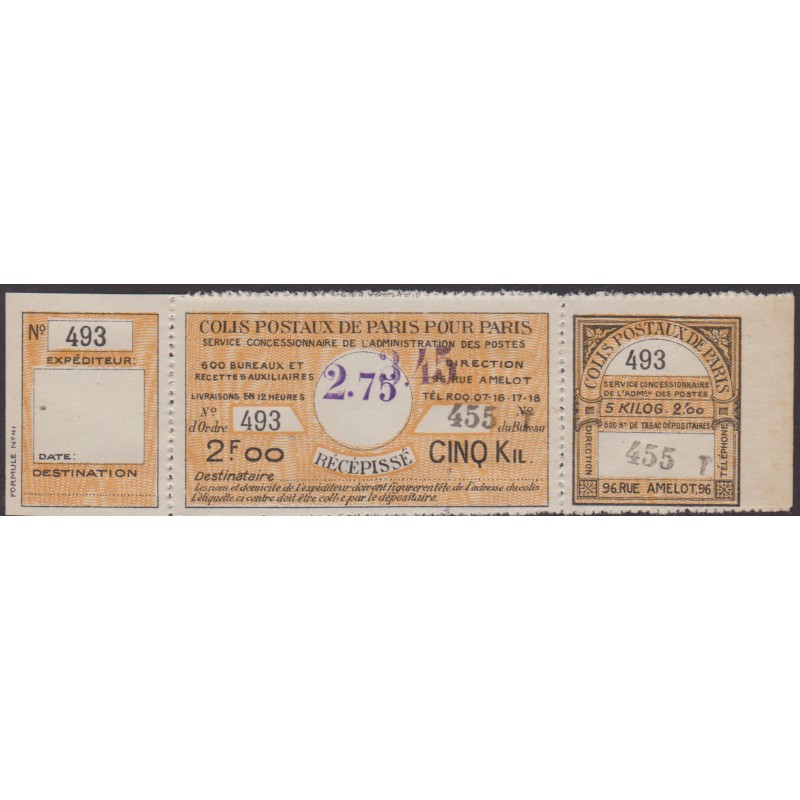 Nº 493
EXPÉDITEUR:
DATE:
DESTINATION
FORMULE Nº41
COLIS POSTAUX DE PARIS POUR PARIS
SERVICE CONCESSIONNAIRE DE L'ADMINISTRATION DES POSTES
600 BUREAUX ET
RECETTES AUXILIAIRES
LIVRAISONS EN 12 HEURES
2.75
3.45
DIRECTION
96, RUE AMELOT
TÉL. ROQ. 07-16-17-18
Nº d'Ordre 493
455 T
Nº du Bureau
2F.00
RÉCÉPISSÉ
CINQ KIL.
Destinataire
Les nom et domicile de l'expéditeur doivent figurer en tête de l'adresse du colis
L'étiquette ci contre doit être collée par le dépositaire.
COLIS POSTAUX DE PARIS
493
SERVICE CONCESSIONNAIRE
DE L'ADMon DES POSTES
5 KILOG. 2f00
600 Bx DE TABAC DÉPOSITAIRES
DIRECTION
455 T
TÉLÉPHONE
96. RUE AMELOT. 96